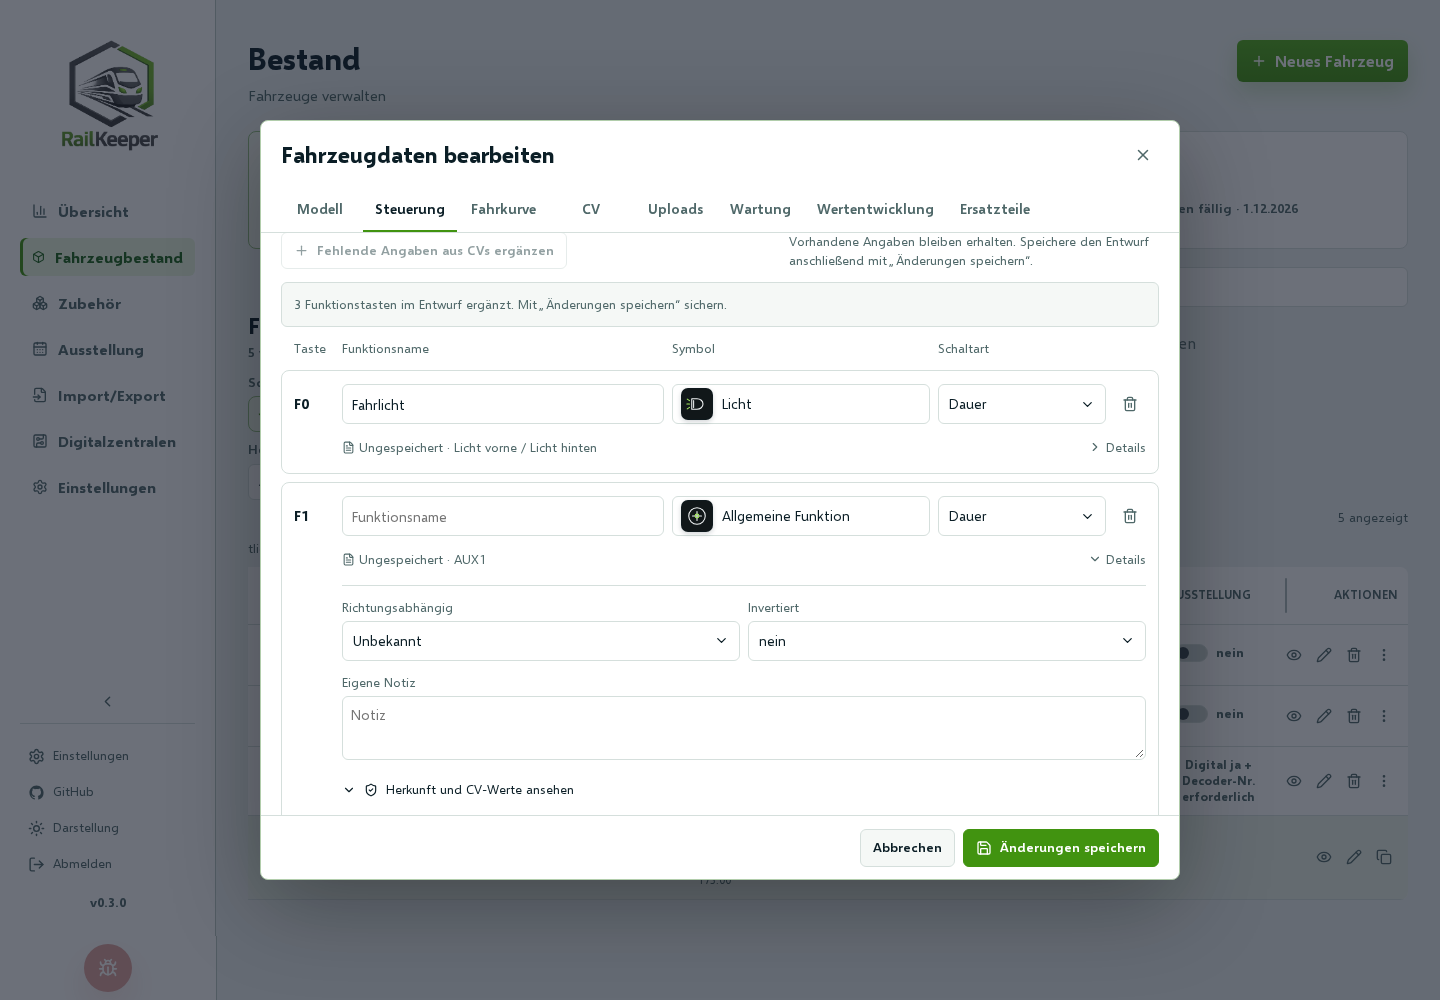 RailKeeper
Übersicht
Fahrzeugbestand
Zubehör
Ausstellung
Import/Export
Digitalzentralen
Einstellungen
Einstellungen
GitHub
Darstellung
Abmelden
v0.3.0
Bestand
Fahrzeuge verwalten
Neues Fahrzeug
en fällig · 1.12.2026
Fahrzeugdaten bearbeiten
Modell Steuerung Fahrkurve CV Uploads Wartung Wertentwicklung Ersatzteile
Fehlende Angaben aus CVs ergänzen
Vorhandene Angaben bleiben erhalten. Speichere den Entwurf
anschließend mit „Änderungen speichern“.
3 Funktionstasten im Entwurf ergänzt. Mit „Änderungen speichern“ sichern.
Taste Funktionsname Symbol Schaltart
F0 Fahrlicht Licht Dauer
Ungespeichert · Licht vorne / Licht hinten Details
F1 Funktionsname Allgemeine Funktion Dauer
Ungespeichert · AUX1 Details
Richtungsabhängig Invertiert
Unbekannt nein
Eigene Notiz
Notiz
Herkunft und CV-Werte ansehen
Abbrechen Änderungen speichern
en
5 angezeigt
USSTELLUNG AKTIONEN
nein
nein
Digital ja +
Decoder-Nr.
erforderlich